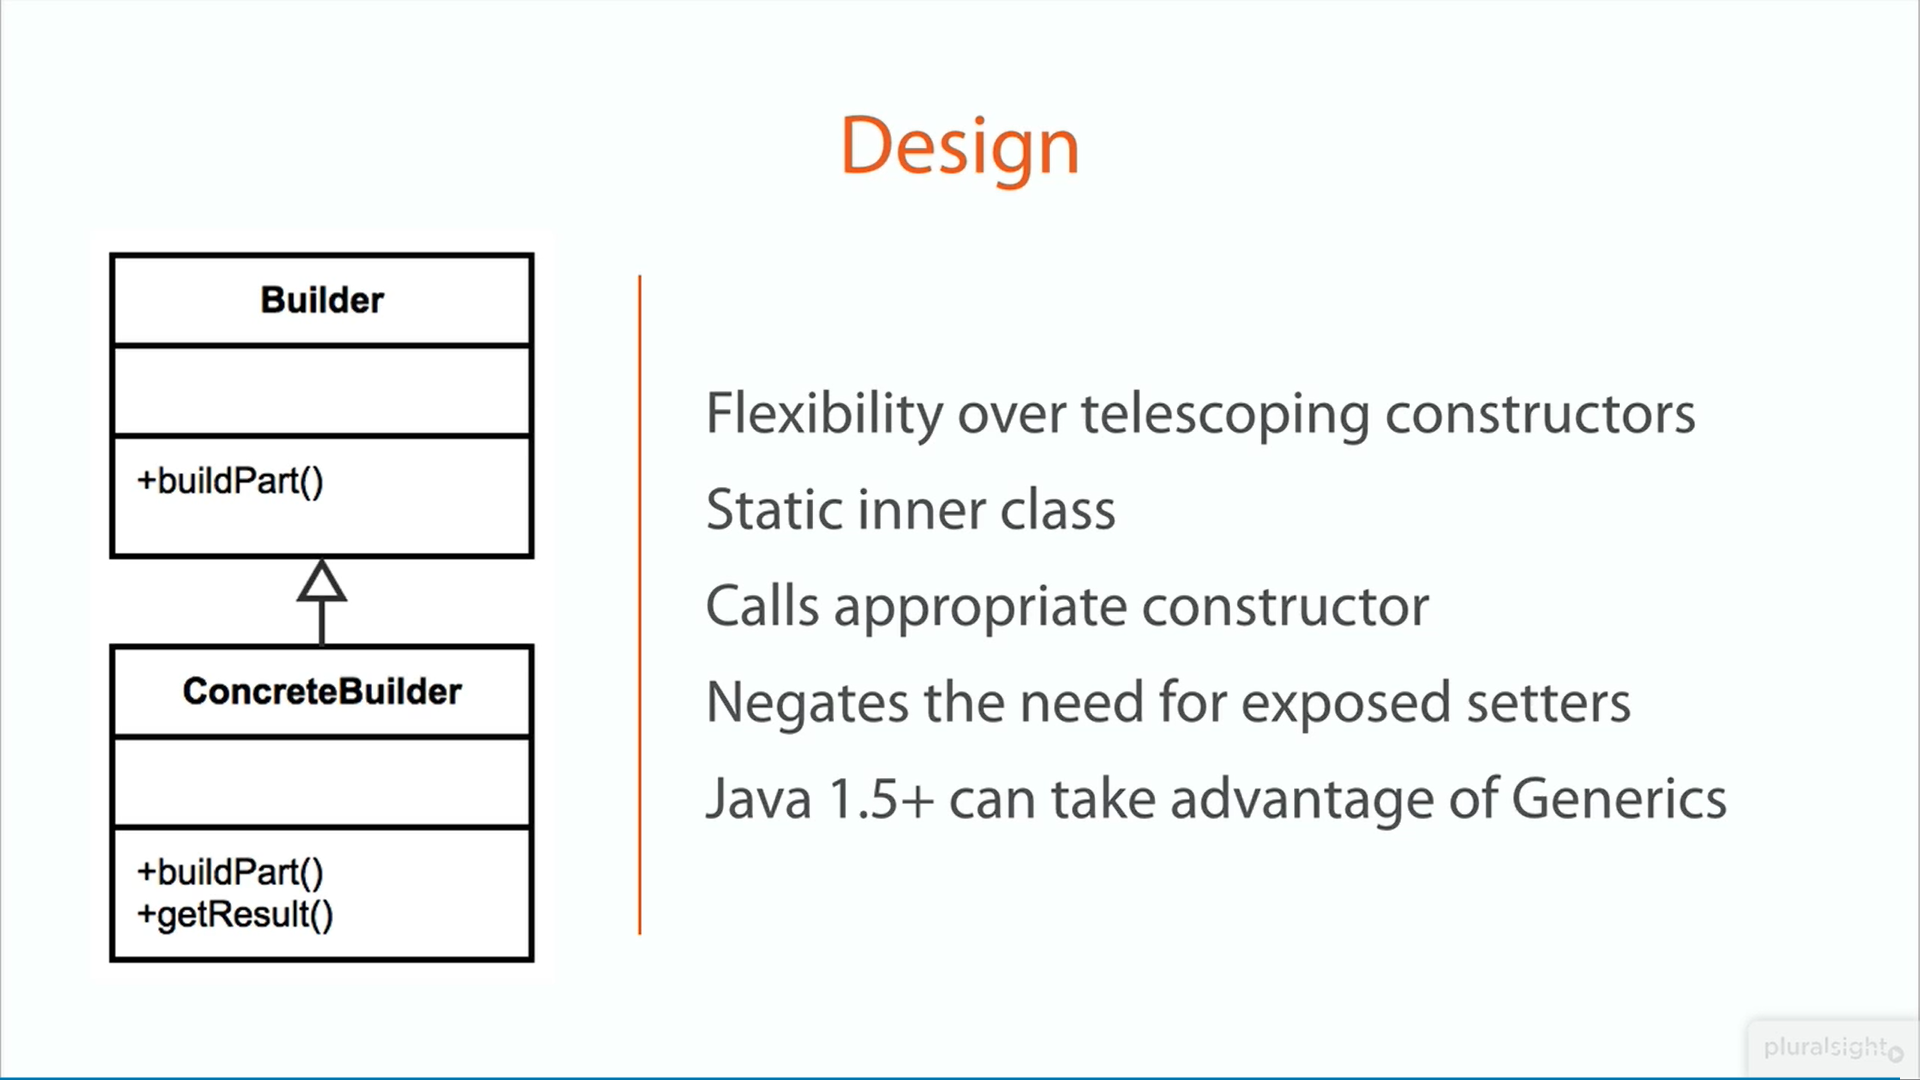 Design
Builder
+buildPart()
ConcreteBuilder
+buildPart()
+getResult()
Flexibility over telescoping constructors
Static inner class
Calls appropriate constructor
Negates the need for exposed setters
Java 1.5+ can take advantage of Generics
pluralsight